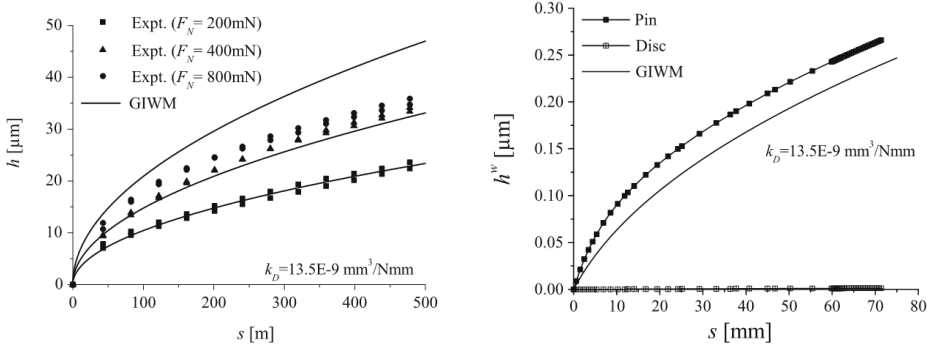 Expt. (F_N = 200mN)
Expt. (F_N = 400mN)
Expt. (F_N = 800mN)
GIWM
h [µm]
50
40
30
20
10
0
k_D=13.5E-9 mm³/Nmm
0 100 200 300 400 500
s [m]
Pin
Disc
GIWM
h^w [µm]
0.30
0.25
0.20
0.15
0.10
0.05
0.00
k_D=13.5E-9 mm³/Nmm
0 10 20 30 40 50 60 70 80
s [mm]